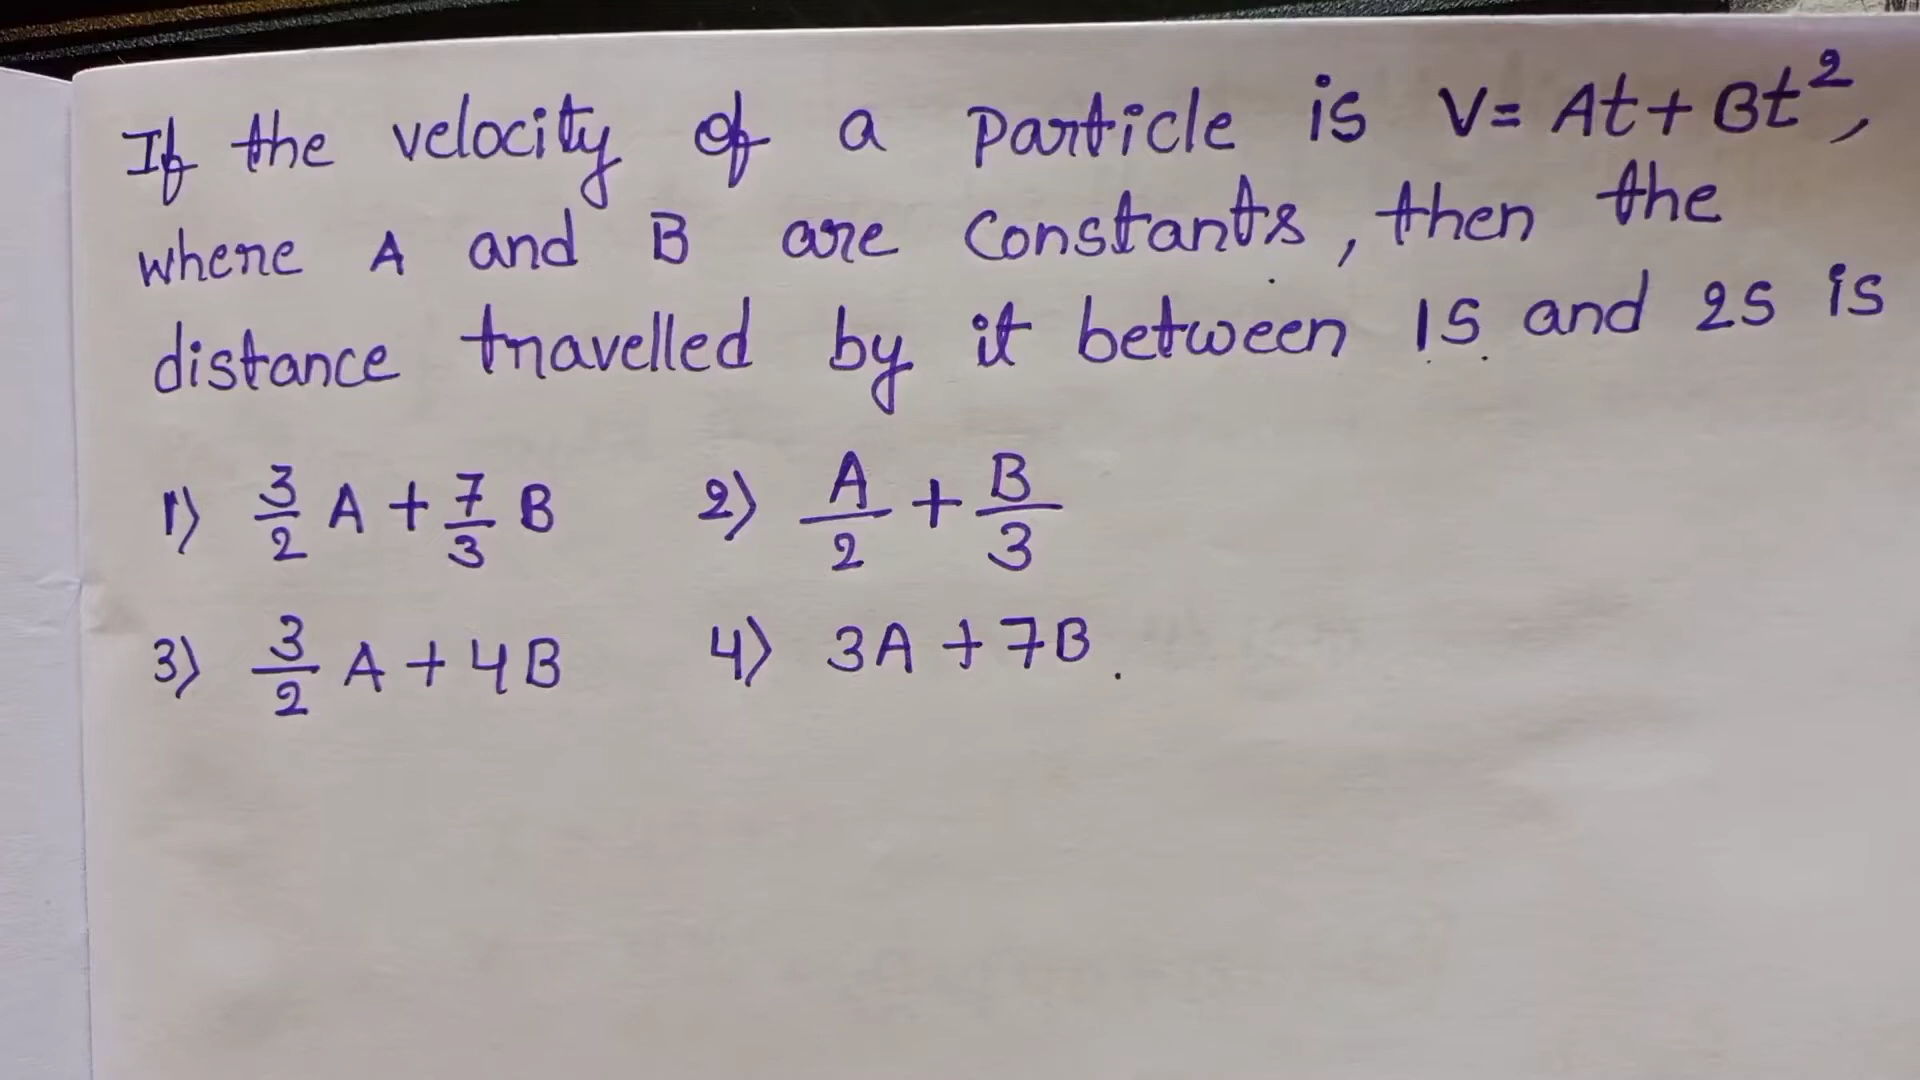 If the velocity of a particle is V = At + Bt²,
where A and B are constants, then the
distance travelled by it between 1S and 2S is
1) 3/2 A + 7/3 B 2) A/2 + B/3
3) 3/2 A + 4B 4) 3A + 7B.